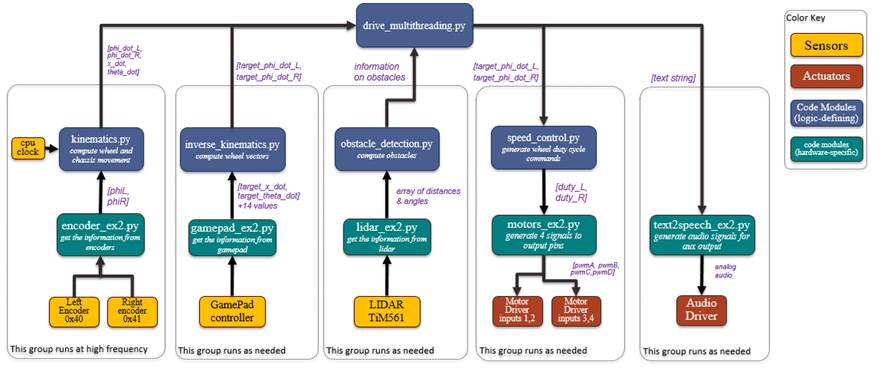 drive_multithreading.py
Color Key
Sensors
Actuators
Code Modules
(logic-defining)
code modules
(hardware-specific)
[phi_dot_L,
phi_dot_R,
x_dot,
theta_dot]
[target_phi_dot_L,
target_phi_dot_R]
information
on obstacles
[target_phi_dot_L,
target_phi_dot_R]
[text string]
cpu
clock
kinematics.py
compute wheel and
chassis movement
inverse_kinematics.py
compute wheel vectors
obstacle_detection.py
compute obstacles
speed_control.py
generate wheel duty cycle
commands
[phiL,
phiR]
[target_x_dot,
target_theta_dot]
+14 values
array of distances
& angles
[duty_L,
duty_R]
encoder_ex2.py
get the information from
encoders
gamepad_ex2.py
get the information from
gamepad
lidar_ex2.py
get the information from
lidar
motors_ex2.py
generate 4 signals to
output pins
text2speech_ex2.py
generate audio signals for
aux output
[pwmA, pwmB,
pwmC,pwmD]
analog
audio
Left
Encoder
0x40
Right
encoder
0x41
GamePad
controller
LIDAR
TiM561
Motor
Driver
inputs 1,2
Motor
Driver
inputs 3,4
Audio
Driver
This group runs at high frequency
This group runs as needed
This group runs as needed
This group runs as needed
This group runs as needed